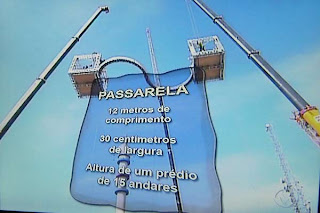 PASSARELA
12 metros de
comprimento
30 centímetros
de largura
Altura de um prédio
de 15 andares